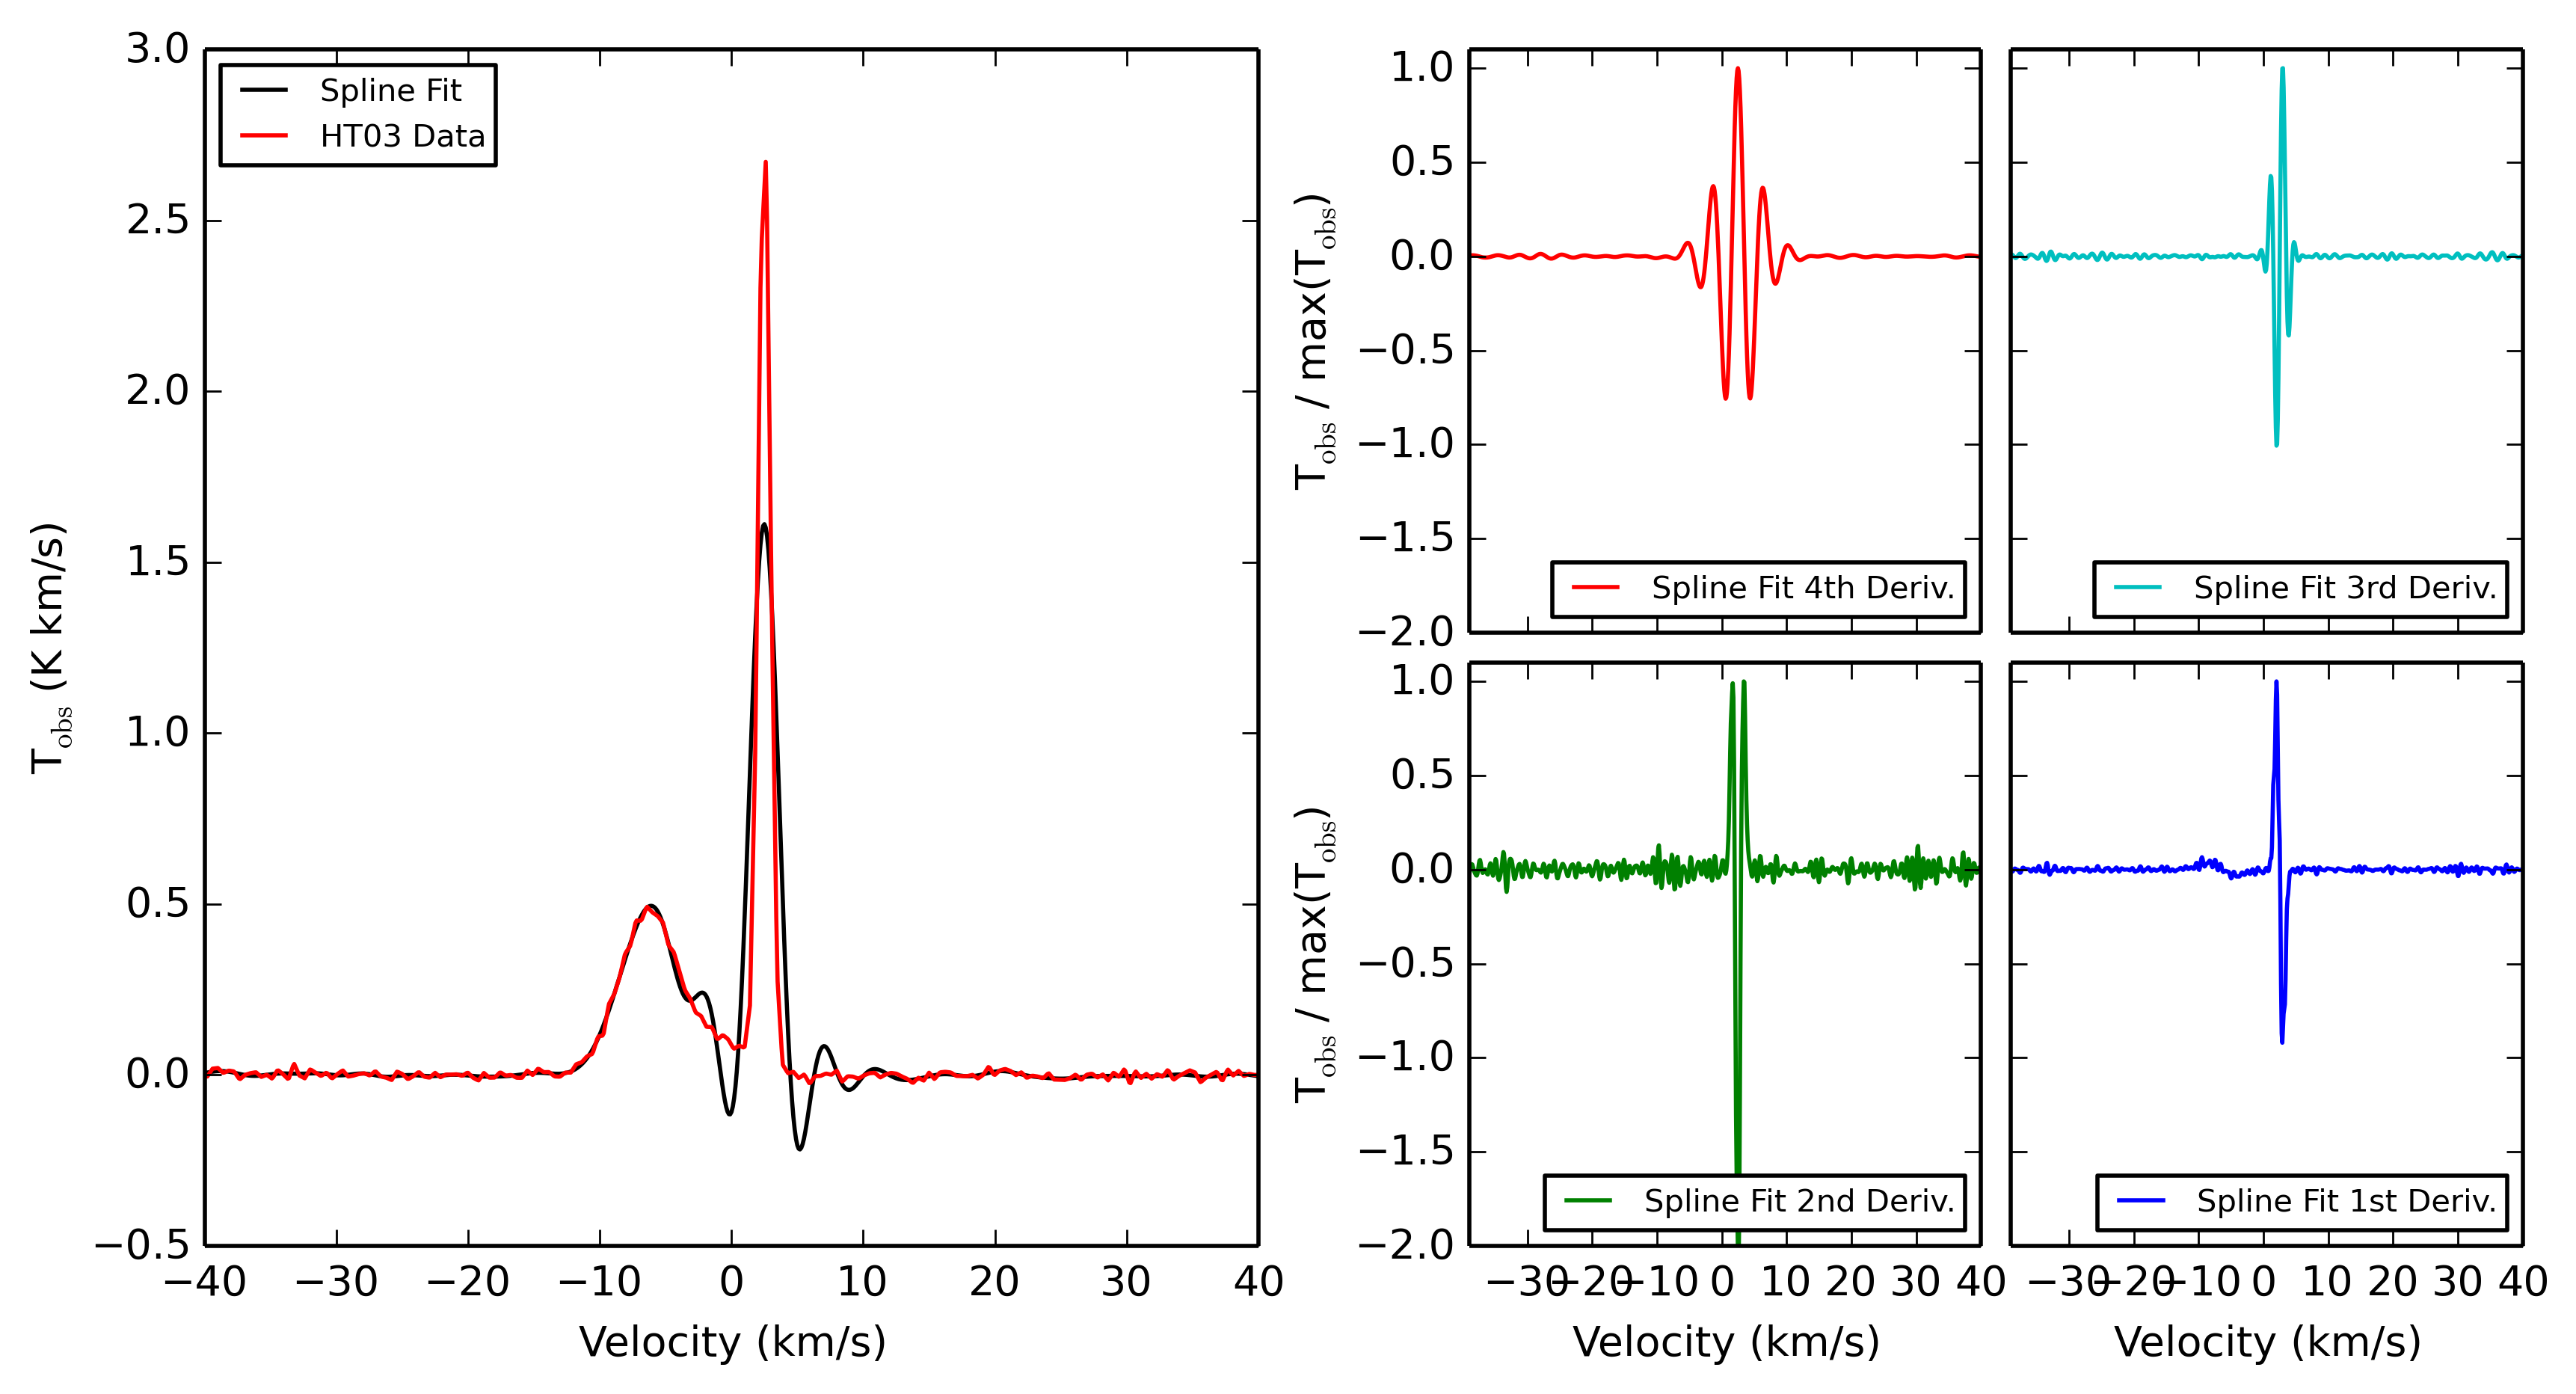 3.0
2.5
2.0
1.5
1.0
0.5
0.0
−0.5
T_obs (K km/s)
Spline Fit
HT03 Data
−40 −30 −20 −10 0 10 20 30 40
Velocity (km/s)
1.0
0.5
0.0
−0.5
−1.0
−1.5
−2.0
T_obs / max(T_obs)
Spline Fit 4th Deriv.
Spline Fit 3rd Deriv.
1.0
0.5
0.0
−0.5
−1.0
−1.5
−2.0
T_obs / max(T_obs)
Spline Fit 2nd Deriv.
−30 −20 −10 0 10 20 30 40
Velocity (km/s)
Spline Fit 1st Deriv.
−30 −20 −10 0 10 20 30 40
Velocity (km/s)